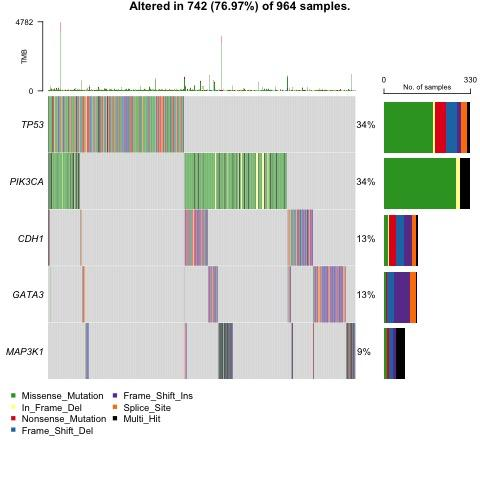 Altered in 742 (76.97%) of 964 samples.
4782
TMB
0
0 330
No. of samples
TP53 34%
PIK3CA 34%
CDH1 13%
GATA3 13%
MAP3K1 9%
Missense_Mutation Frame_Shift_Ins
In_Frame_Del Splice_Site
Nonsense_Mutation Multi_Hit
Frame_Shift_Del